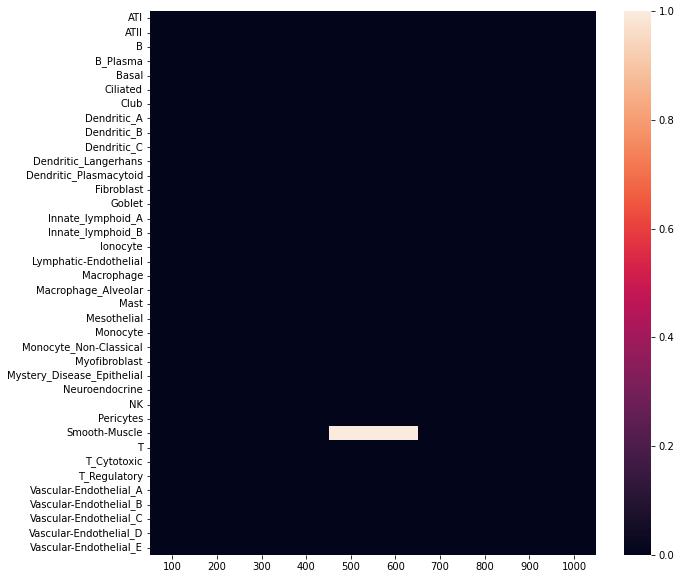 ATI
ATII
B
B_Plasma
Basal
Ciliated
Club
Dendritic_A
Dendritic_B
Dendritic_C
Dendritic_Langerhans
Dendritic_Plasmacytoid
Fibroblast
Goblet
Innate_lymphoid_A
Innate_lymphoid_B
Ionocyte
Lymphatic-Endothelial
Macrophage
Macrophage_Alveolar
Mast
Mesothelial
Monocyte
Monocyte_Non-Classical
Myofibroblast
Mystery_Disease_Epithelial
Neuroendocrine
NK
Pericytes
Smooth-Muscle
T
T_Cytotoxic
T_Regulatory
Vascular-Endothelial_A
Vascular-Endothelial_B
Vascular-Endothelial_C
Vascular-Endothelial_D
Vascular-Endothelial_E
100 200 300 400 500 600 700 800 900 1000
1.0
0.8
0.6
0.4
0.2
0.0